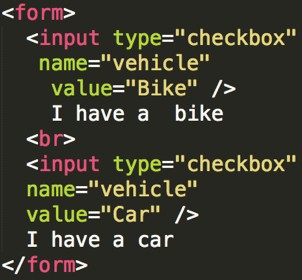 <form>
  <input type="checkbox"
   name="vehicle"
    value="Bike" />
    I have a  bike
  <br>
  <input type="checkbox"
  name="vehicle"
  value="Car" />
  I have a car
</form>